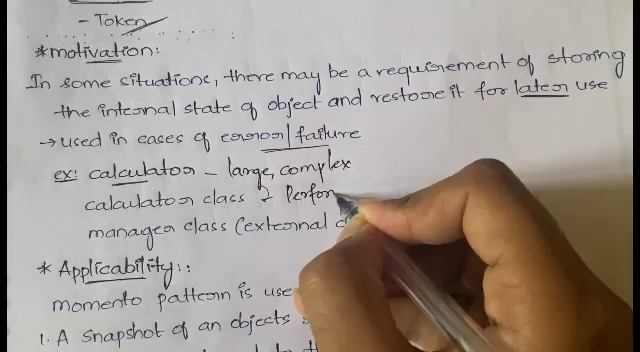 - Token
* motivation:
In some situations, there may be a requirement of storing
the internal state of object and restore it for later use
→ used in cases of error/failure
ex: calculator - large, complex
calculator class & Perfor
manager class (external
* Applicability:
momento pattern is use
1. A snapshot of an objects